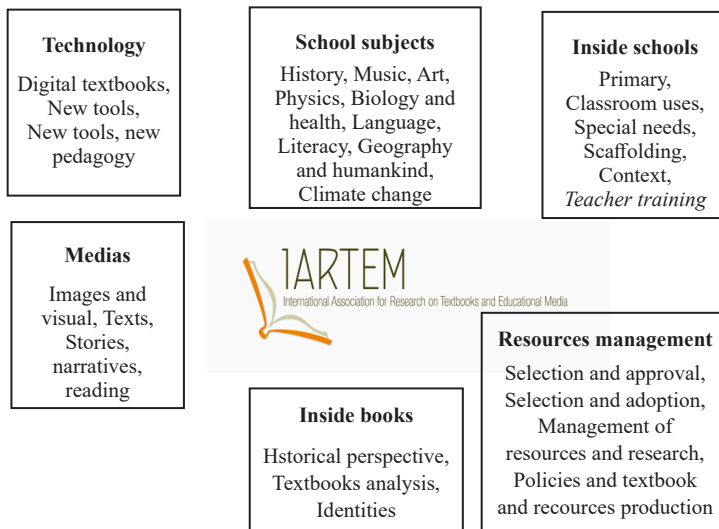 Technology
Digital textbooks,
New tools,
New tools, new
pedagogy
School subjects
History, Music, Art,
Physics, Biology and
health, Language,
Literacy, Geography
and humankind,
Climate change
Inside schools
Primary,
Classroom uses,
Special needs,
Scaffolding,
Context,
Teacher training
Medias
Images and
visual, Texts,
Stories,
narratives,
reading
IARTEM
International Association for Research on Textbooks and Educational Media
Inside books
Hstorical perspective,
Textbooks analysis,
Identities
Resources management
Selection and approval,
Selection and adoption,
Management of
resources and research,
Policies and textbook
and recources production